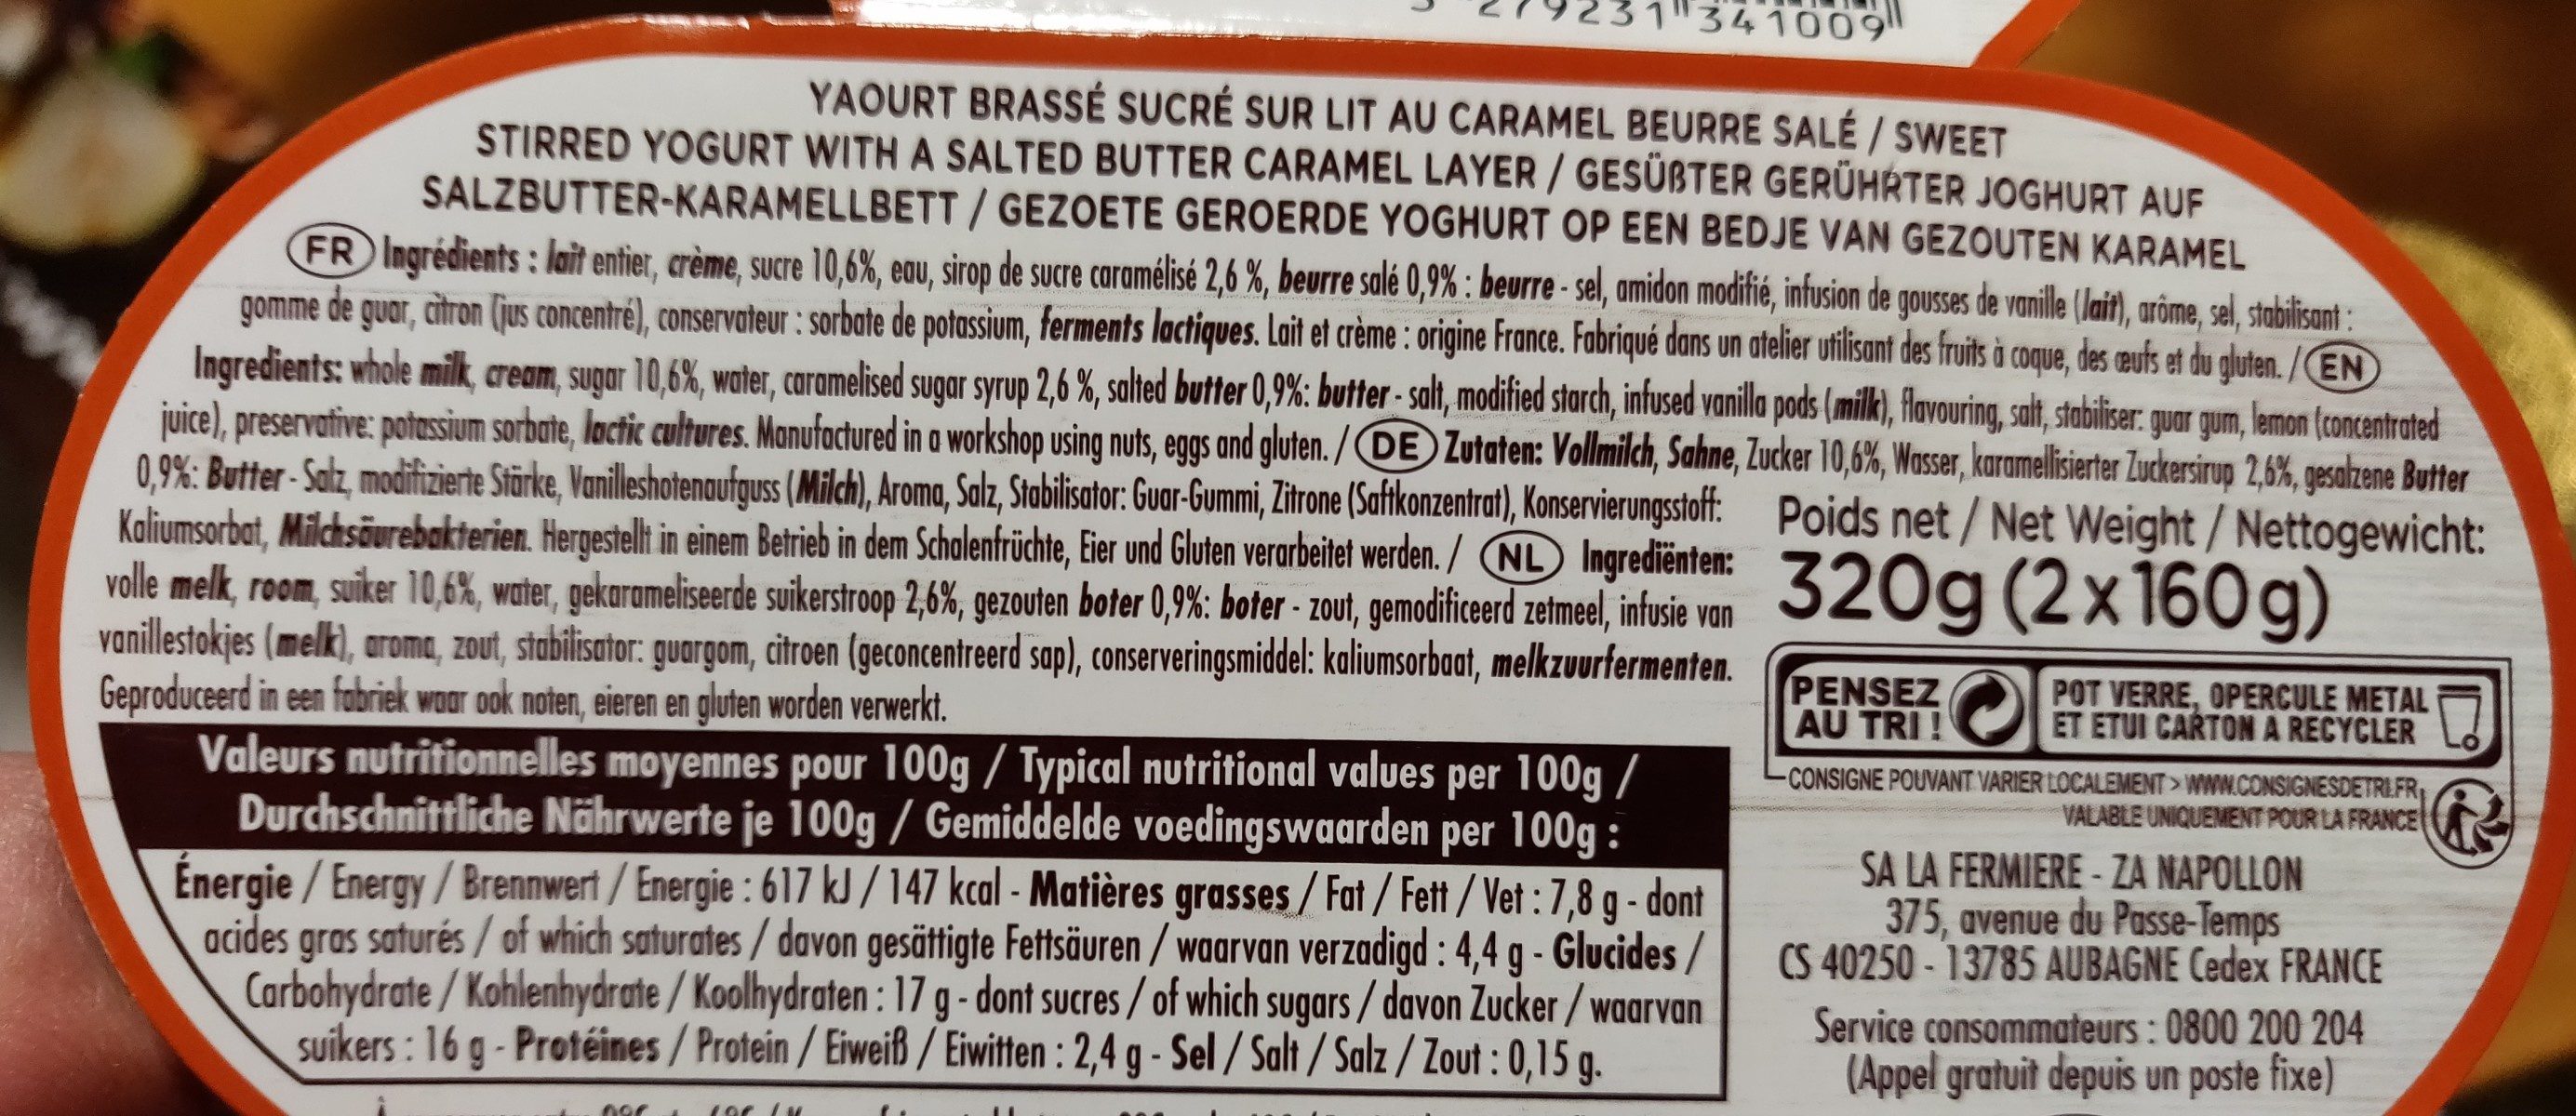 279231 341009
YAOURT BRASSÉ SUCRÉ SUR LIT AU CARAMEL BEURRE SALÉ / SWEET
STIRRED YOGURT WITH A SALTED BUTTER CARAMEL LAYER / GESÜßTER GERÜHRTER JOGHURT AUF
SALZBUTTER-KARAMELLBETT / GEZOETE GEROERDE YOGHURT OP EEN BEDJE VAN GEZOUTEN KARAMEL
FR Ingrédients : lait entier, crème, sucre 10,6%, eau, sirop de sucre caramélisé 2,6 %, beurre salé 0,9% : beurre - sel, amidon modifié, infusion de gousses de vanille (lait), arôme, sel, stabilisant :
gomme de guar, citron (jus concentré), conservateur : sorbate de potassium, ferments lactiques. Lait et crème : origine France. Fabriqué dans un atelier utilisant des fruits à coque, des œufs et du gluten. / EN
Ingredients: whole milk, cream, sugar 10,6%, water, caramelised sugar syrup 2,6 %, salted butter 0,9%: butter - salt, modified starch, infused vanilla pods (milk), flavouring, salt, stabiliser: guar gum, lemon (concentrated
juice), preservative: potassium sorbate, lactic cultures. Manufactured in a workshop using nuts, eggs and gluten. / DE Zutaten: Vollmilch, Sahne, Zucker 10,6%, Wasser, karamellisierter Zuckersirup 2,6%, gesalzene Butter
0,9%: Butter - Salz, modifizierte Stärke, Vanilleshotenaufguss (Milch), Aroma, Salz, Stabilisator: Guar-Gummi, Zitrone (Saftkonzentrat), Konservierungsstoff:
Kaliumsorbat, Milchsäurebakterien. Hergestellt in einem Betrieb in dem Schalenfrüchte, Eier und Gluten verarbeitet werden. / NL Ingrediënten:
volle melk, room, suiker 10,6%, water, gekarameliseerde suikerstroop 2,6%, gezouten boter 0,9%: boter - zout, gemodificeerd zetmeel, infusie van
vanillestokjes (melk), aroma, zout, stabilisator: guargom, citroen (geconcentreerd sap), conserveringsmiddel: kaliumsorbaat, melkzuurfermenten.
Geproduceerd in een fabriek waar ook noten, eieren en gluten worden verwerkt.
Poids net / Net Weight / Nettogewicht:
320g (2x160g)
PENSEZ
AU TRI !
POT VERRE, OPERCULE METAL
ET ETUI CARTON A RECYCLER
CONSIGNE POUVANT VARIER LOCALEMENT > WWW.CONSIGNESDETRI.FR
VALABLE UNIQUEMENT POUR LA FRANCE
Valeurs nutritionnelles moyennes pour 100g / Typical nutritional values per 100g /
Durchschnittliche Nährwerte je 100g / Gemiddelde voedingswaarden per 100g :
Énergie / Energy / Brennwert / Energie : 617 kJ / 147 kcal - Matières grasses / Fat / Fett / Vet : 7,8 g - dont
acides gras saturés / of which saturates / davon gesättigte Fettsäuren / waarvan verzadigd : 4,4 g - Glucides /
Carbohydrate / Kohlenhydrate / Koolhydraten : 17 g - dont sucres / of which sugars / davon Zucker / waarvan
suikers : 16 g - Protéines / Protein / Eiweiß / Eiwitten : 2,4 g - Sel / Salt / Salz / Zout : 0,15 g.
SA LA FERMIERE - ZA NAPOLLON
375, avenue du Passe-Temps
CS 40250 - 13785 AUBAGNE Cedex FRANCE
Service consommateurs : 0800 200 204
(Appel gratuit depuis un poste fixe)